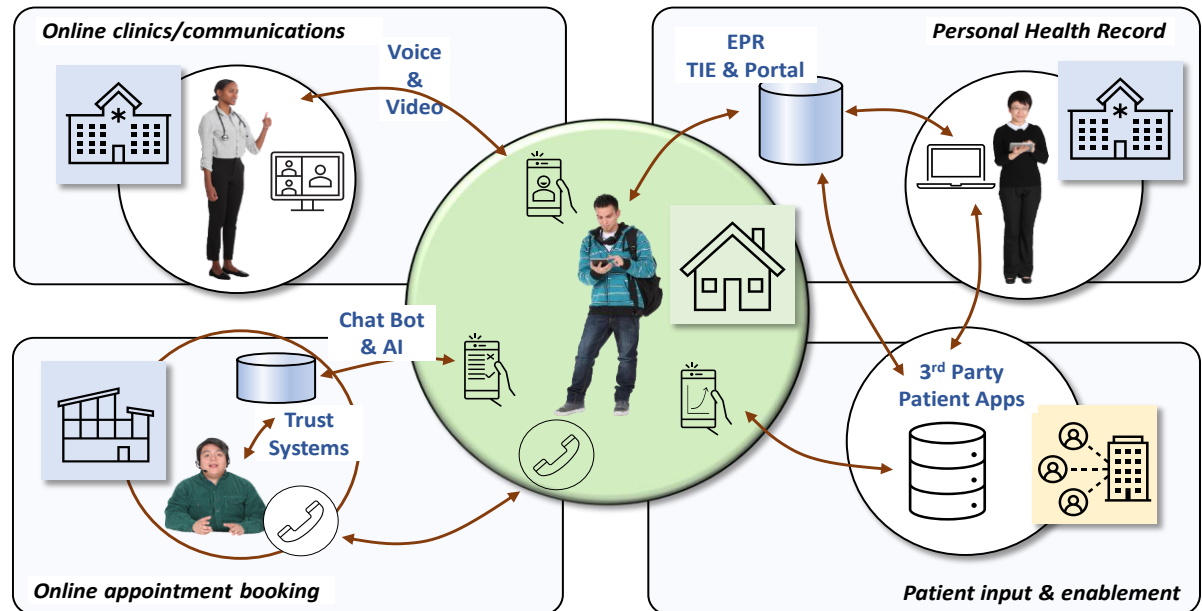 Online clinics/communications
Voice
&
Video
EPR
TIE & Portal
Personal Health Record
Chat Bot
& AI
Trust
Systems
3rd Party
Patient Apps
Online appointment booking
Patient input & enablement